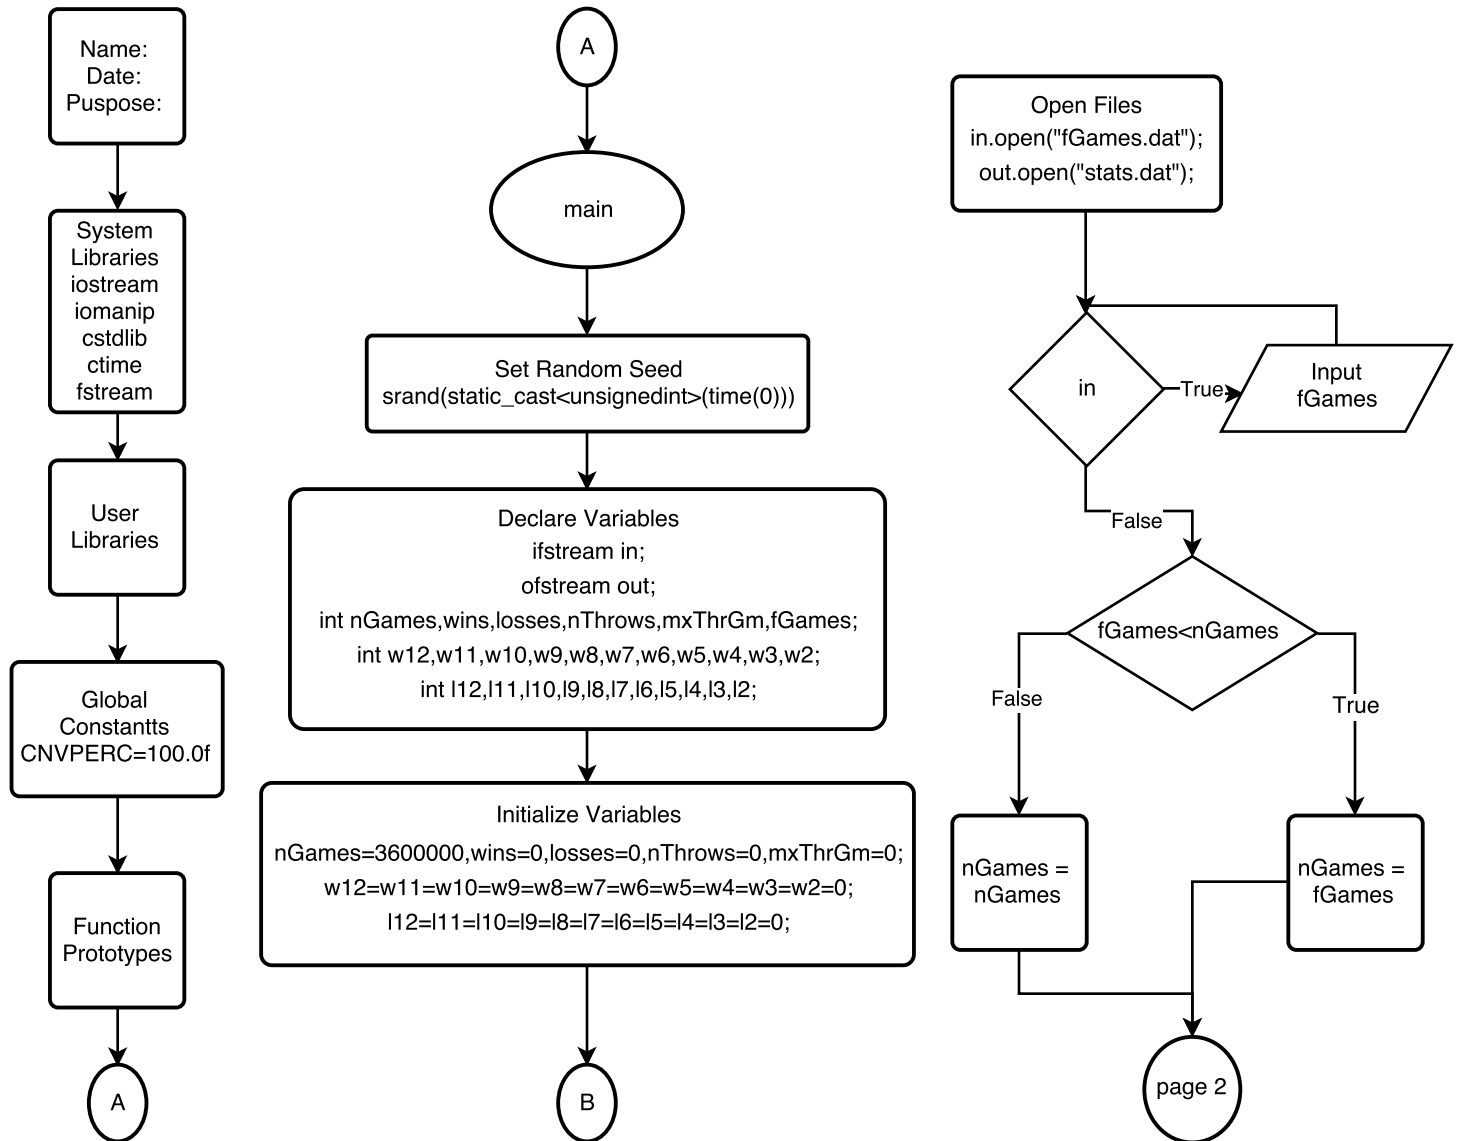 Name:
Date:
Puspose:
System
Libraries
iostream
iomanip
cstdlib
ctime
fstream
User
Libraries
Global
Constantts
CNVPERC=100.0f
Function
Prototypes
A
A
main
Set Random Seed
srand(static_cast<unsignedint>(time(0)))
Declare Variables
ifstream in;
ofstream out;
int nGames,wins,losses,nThrows,mxThrGm,fGames;
int w12,w11,w10,w9,w8,w7,w6,w5,w4,w3,w2;
int l12,l11,l10,l9,l8,l7,l6,l5,l4,l3,l2;
Initialize Variables
nGames=3600000,wins=0,losses=0,nThrows=0,mxThrGm=0;
w12=w11=w10=w9=w8=w7=w6=w5=w4=w3=w2=0;
l12=l11=l10=l9=l8=l7=l6=l5=l4=l3=l2=0;
B
Open Files
in.open("fGames.dat");
out.open("stats.dat");
in
True
Input
fGames
False
fGames<nGames
False
True
nGames =
nGames
nGames =
fGames
page 2